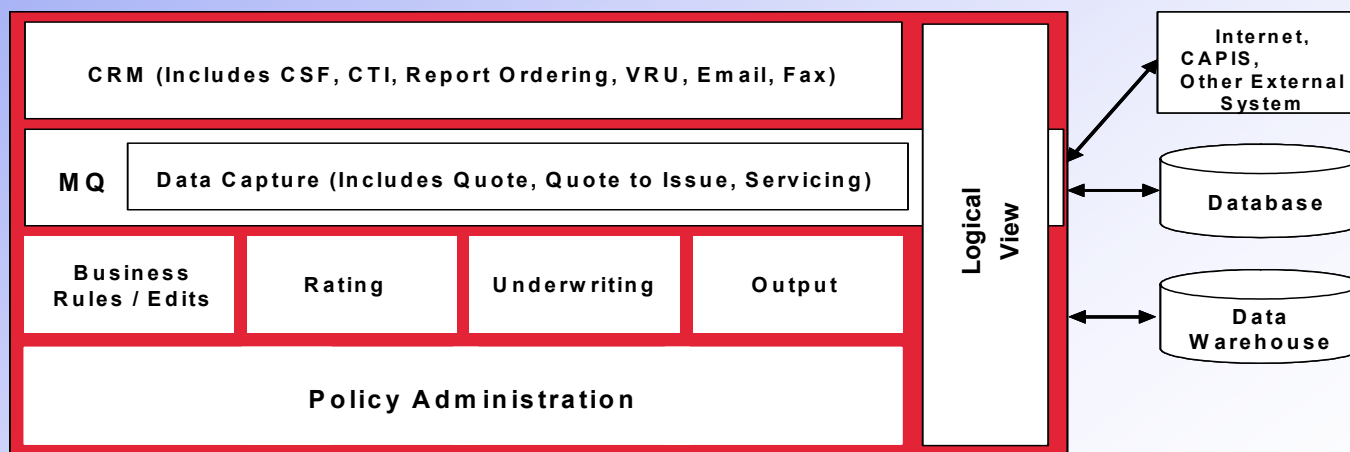 CRM (Includes CSF, CTI, Report Ordering, VRU, Email, Fax)
MQ
Data Capture (Includes Quote, Quote to Issue, Servicing)
Business
Rules / Edits
Rating
Underwriting
Output
Policy Administration
Logical
View
Internet,
CAPIS,
Other External
System
Database
Data
Warehouse